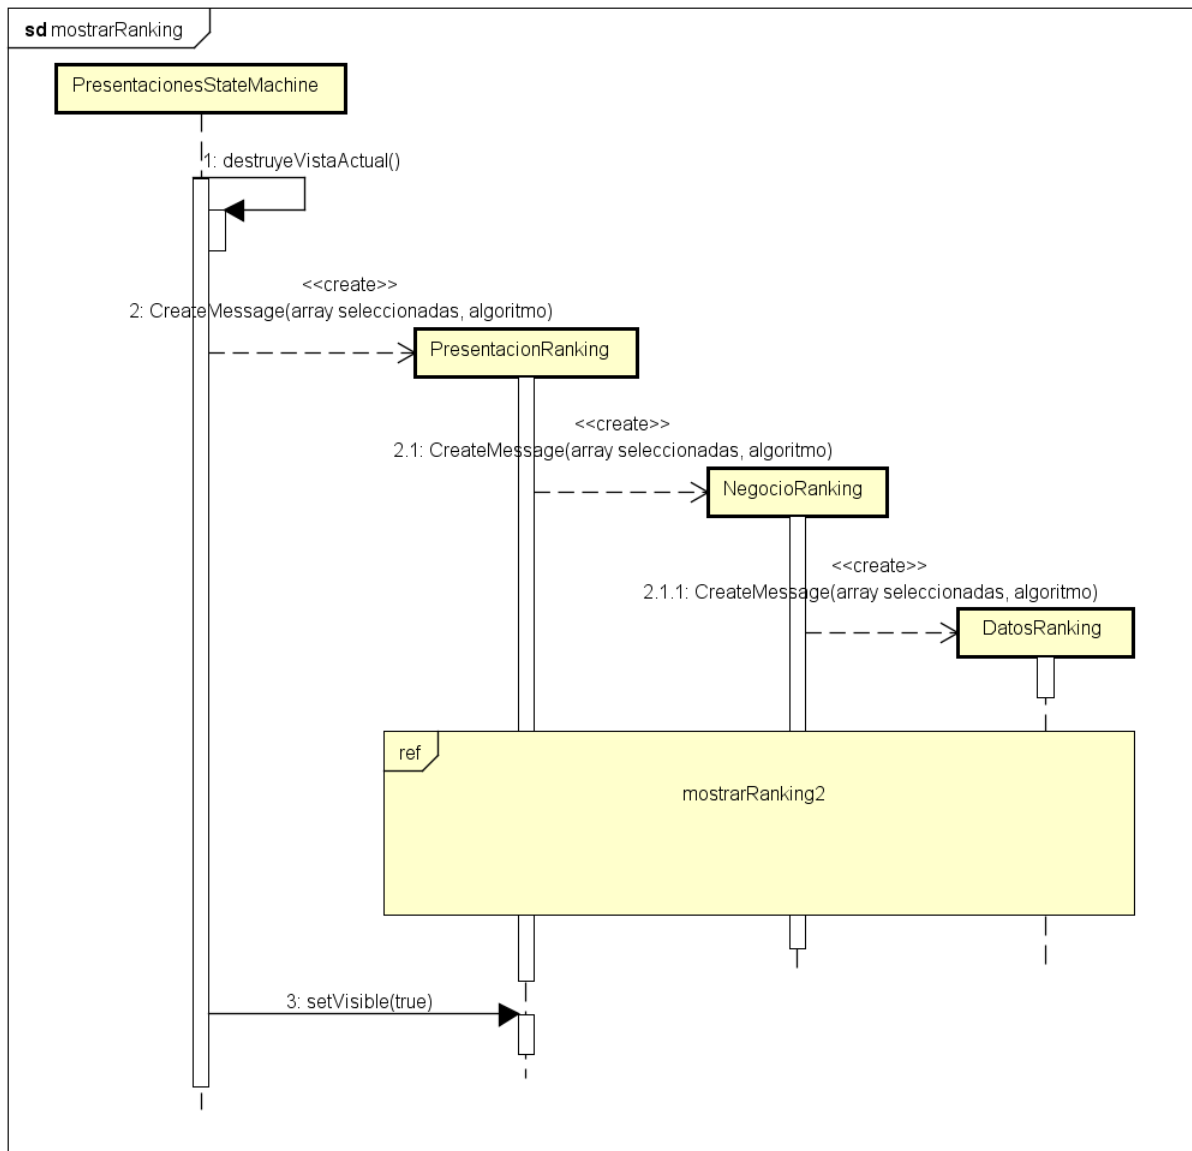 sd mostrarRanking
PresentacionesStateMachine
1: destruyeVistaActual()
<<create>>
2: CreateMessage(array seleccionadas, algoritmo)
PresentacionRanking
<<create>>
2.1: CreateMessage(array seleccionadas, algoritmo)
NegocioRanking
<<create>>
2.1.1: CreateMessage(array seleccionadas, algoritmo)
DatosRanking
ref
mostrarRanking2
3: setVisible(true)